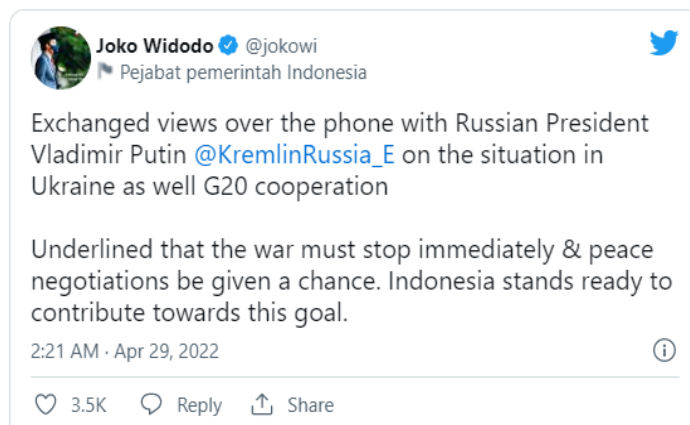 Joko Widodo @jokowi
Pejabat pemerintah Indonesia
Exchanged views over the phone with Russian President
Vladimir Putin @KremlinRussia_E on the situation in
Ukraine as well G20 cooperation
Underlined that the war must stop immediately & peace
negotiations be given a chance. Indonesia stands ready to
contribute towards this goal.
2:21 AM · Apr 29, 2022
3.5K Reply Share